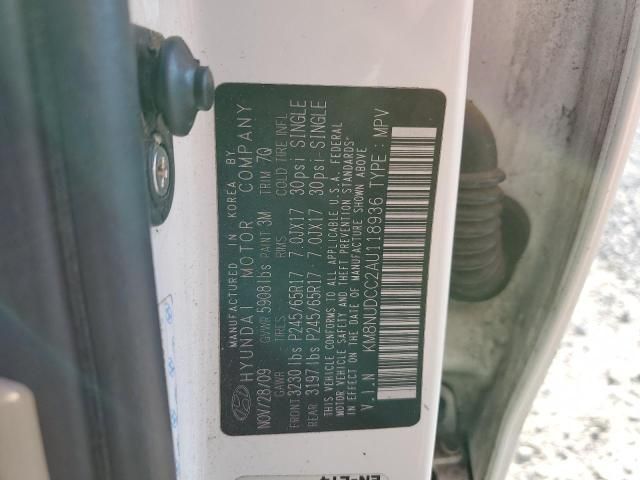 MANUFACTURED IN KOREA BY
HYUNDAI MOTOR COMPANY
NOV/28/09 GVWR 5908lbs PAINT 3M TRIM 7Q
GAWR TIRES RMS COLD TIRE INFL
FRONT 3230 lbs P245/65R17 7.0JX17 30psi SINGLE
REAR 3197 lbs P245/65R17 7.0JX17 30psi-SINGLE
THIS VEHICLE CONFORMS TO ALL APPLICABLE U.S.A. FEDERAL
MOTOR VEHICLE SAFETY AND THEFT PREVENTION STANDARDS
IN EFFECT ON THE DATE OF MANUFACTURE SHOWN ABOVE.
V.I.N KM8NUDCC2AU118936 TYPE : MPV